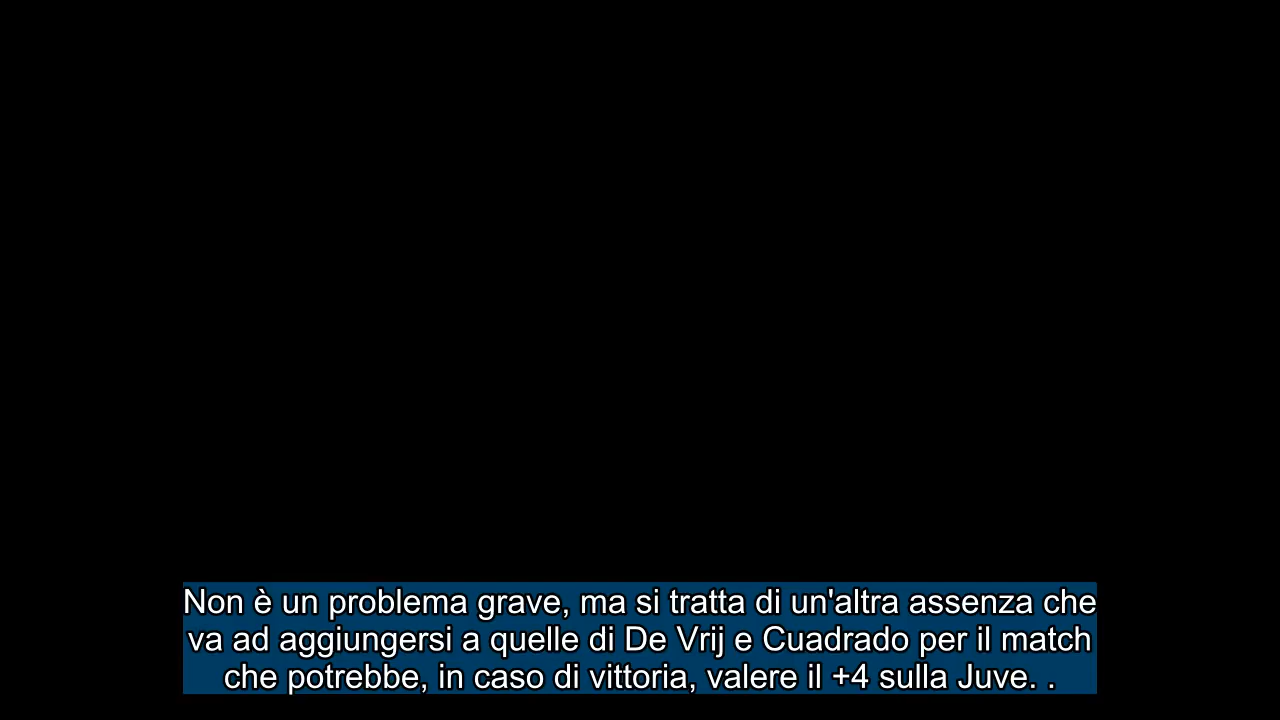 Non è un problema grave, ma si tratta di un'altra assenza che
va ad aggiungersi a quelle di De Vrij e Cuadrado per il match
che potrebbe, in caso di vittoria, valere il +4 sulla Juve. .